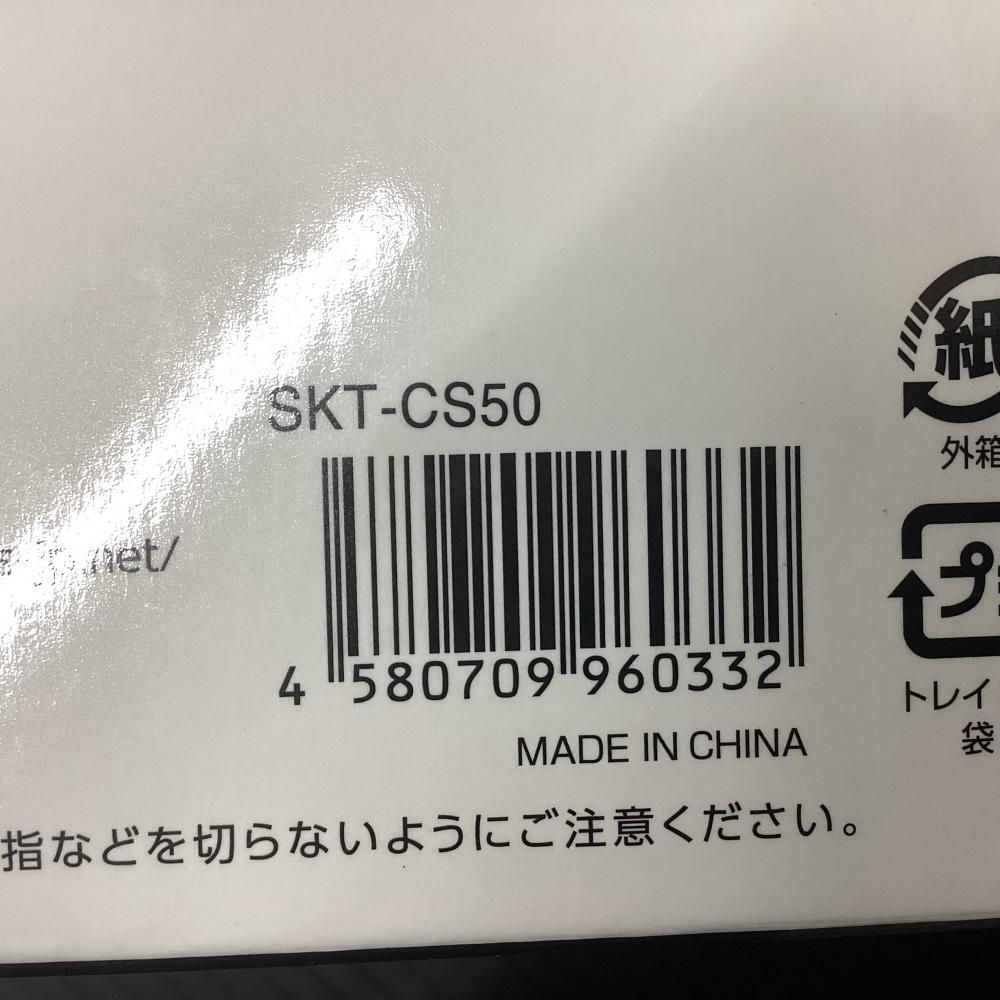 SKT-CS50
紙
外箱
net/
プ
4 580709 960332
トレイ
袋
MADE IN CHINA
指などを切らないようにご注意ください。